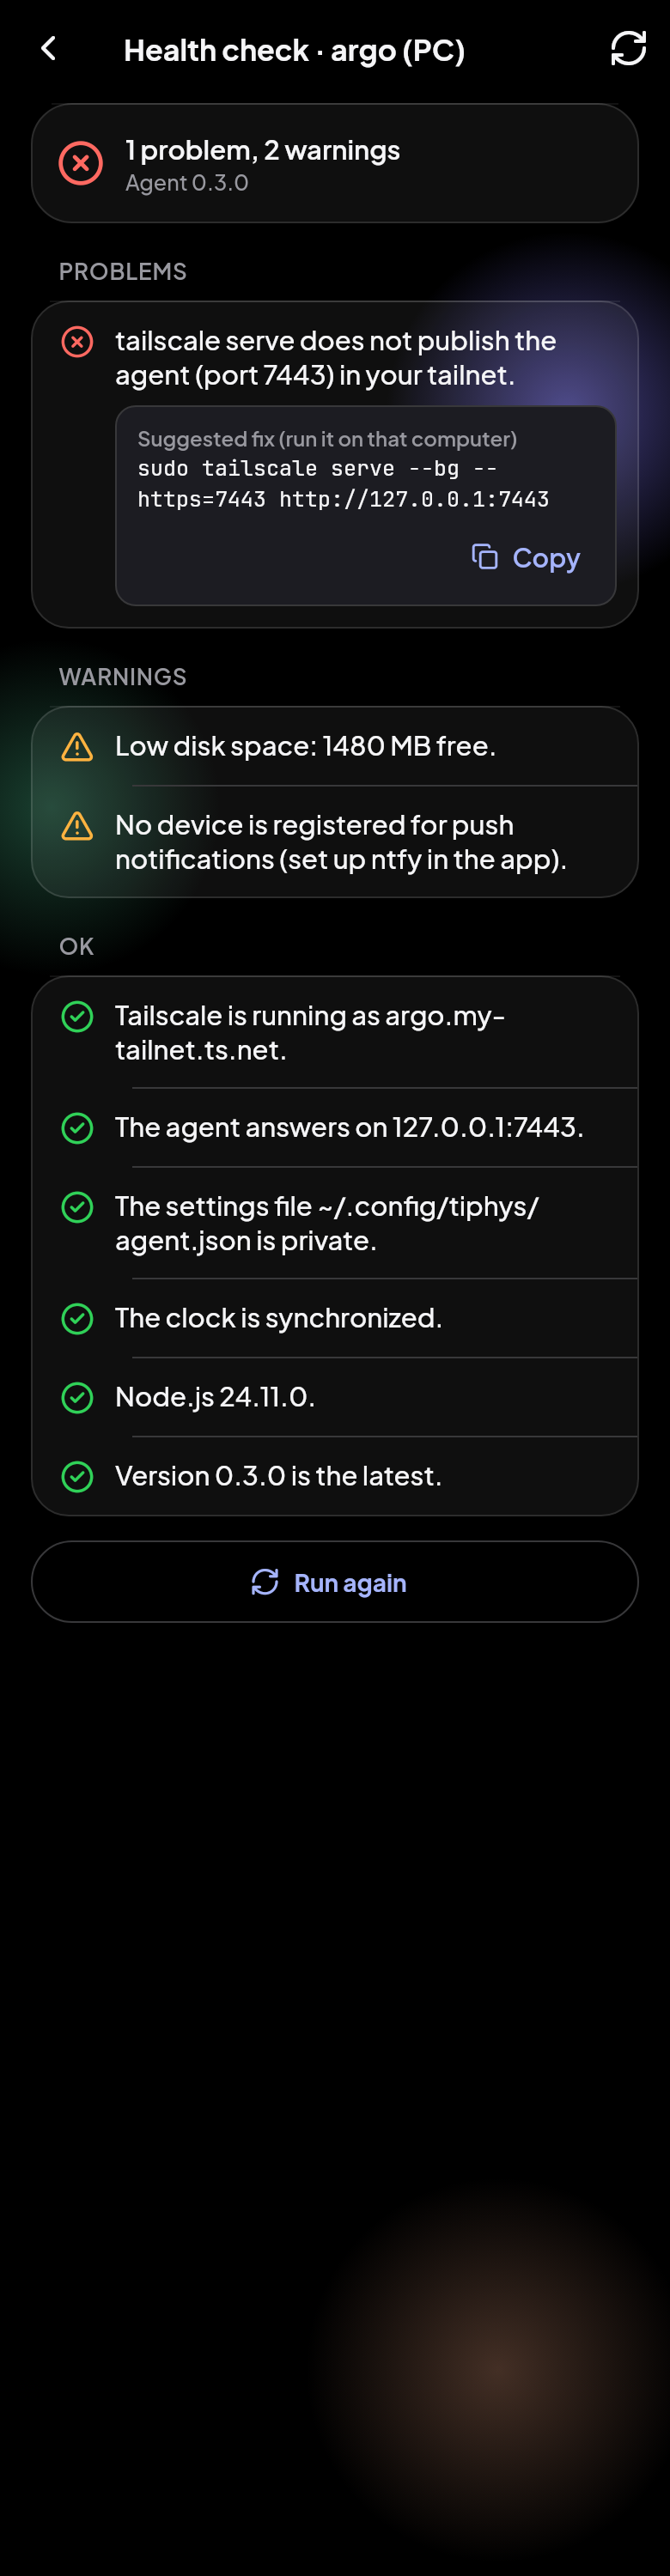 Health check · argo (PC)
1 problem, 2 warnings
Agent 0.3.0
PROBLEMS
tailscale serve does not publish the
agent (port 7443) in your tailnet.
Suggested fix (run it on that computer)
sudo tailscale serve --bg --
https=7443 http://127.0.0.1:7443
Copy
WARNINGS
Low disk space: 1480 MB free.
No device is registered for push
notifications (set up ntfy in the app).
OK
Tailscale is running as argo.my-
tailnet.ts.net.
The agent answers on 127.0.0.1:7443.
The settings file ~/.config/tiphys/
agent.json is private.
The clock is synchronized.
Node.js 24.11.0.
Version 0.3.0 is the latest.
Run again